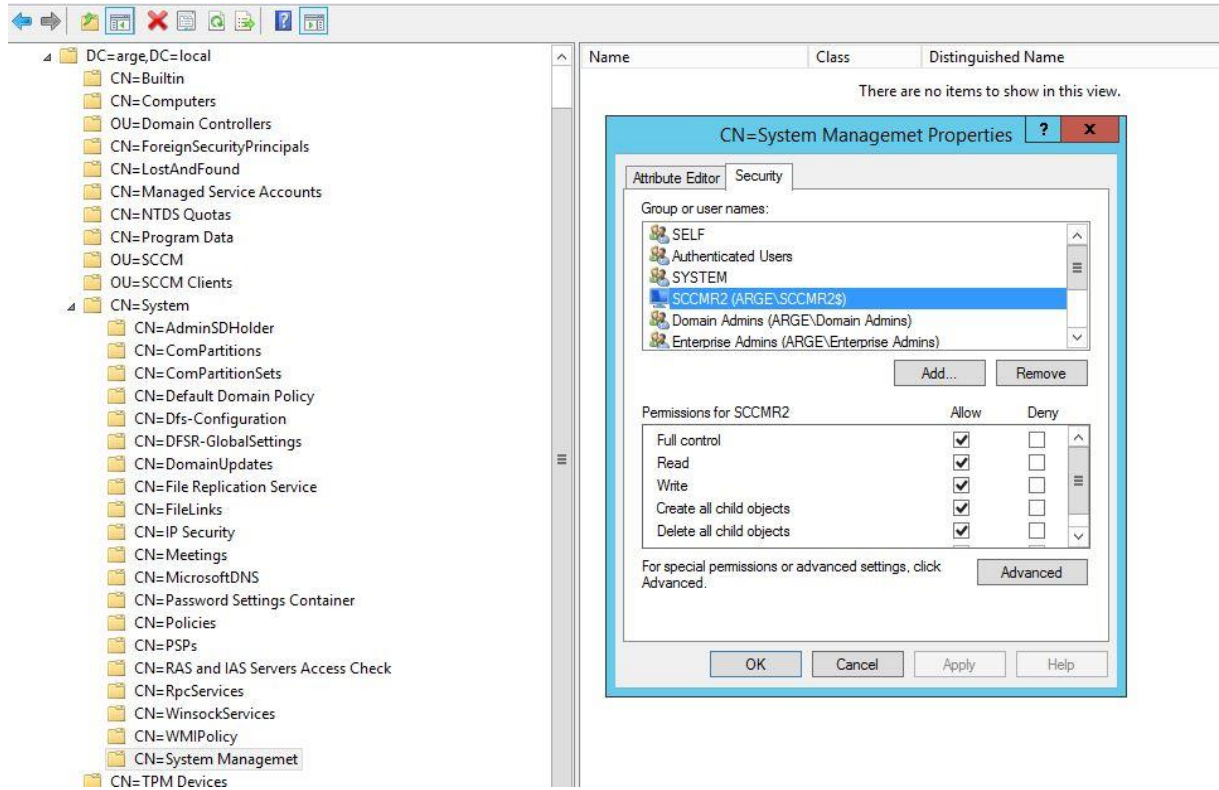 DC=arge,DC=local
CN=Builtin
CN=Computers
OU=Domain Controllers
CN=ForeignSecurityPrincipals
CN=LostAndFound
CN=Managed Service Accounts
CN=NTDS Quotas
CN=Program Data
OU=SCCM
OU=SCCM Clients
CN=System
CN=AdminSDHolder
CN=ComPartitions
CN=ComPartitionSets
CN=Default Domain Policy
CN=Dfs-Configuration
CN=DFSR-GlobalSettings
CN=DomainUpdates
CN=File Replication Service
CN=FileLinks
CN=IP Security
CN=Meetings
CN=MicrosoftDNS
CN=Password Settings Container
CN=Policies
CN=PSPs
CN=RAS and IAS Servers Access Check
CN=RpcServices
CN=WinsockServices
CN=WMIPolicy
CN=System Managemet
CN=TPM Devices
Name Class Distinguished Name
There are no items to show in this view.
CN=System Managemet Properties ? x
Attribute Editor Security
Group or user names:
SELF
Authenticated Users
SYSTEM
SCCMR2 (ARGE\SCCMR2$)
Domain Admins (ARGE\Domain Admins)
Enterprise Admins (ARGE\Enterprise Admins)
Add... Remove
Permissions for SCCMR2 Allow Deny
Full control
Read
Write
Create all child objects
Delete all child objects
For special permissions or advanced settings, click
Advanced.
Advanced
OK Cancel Apply Help